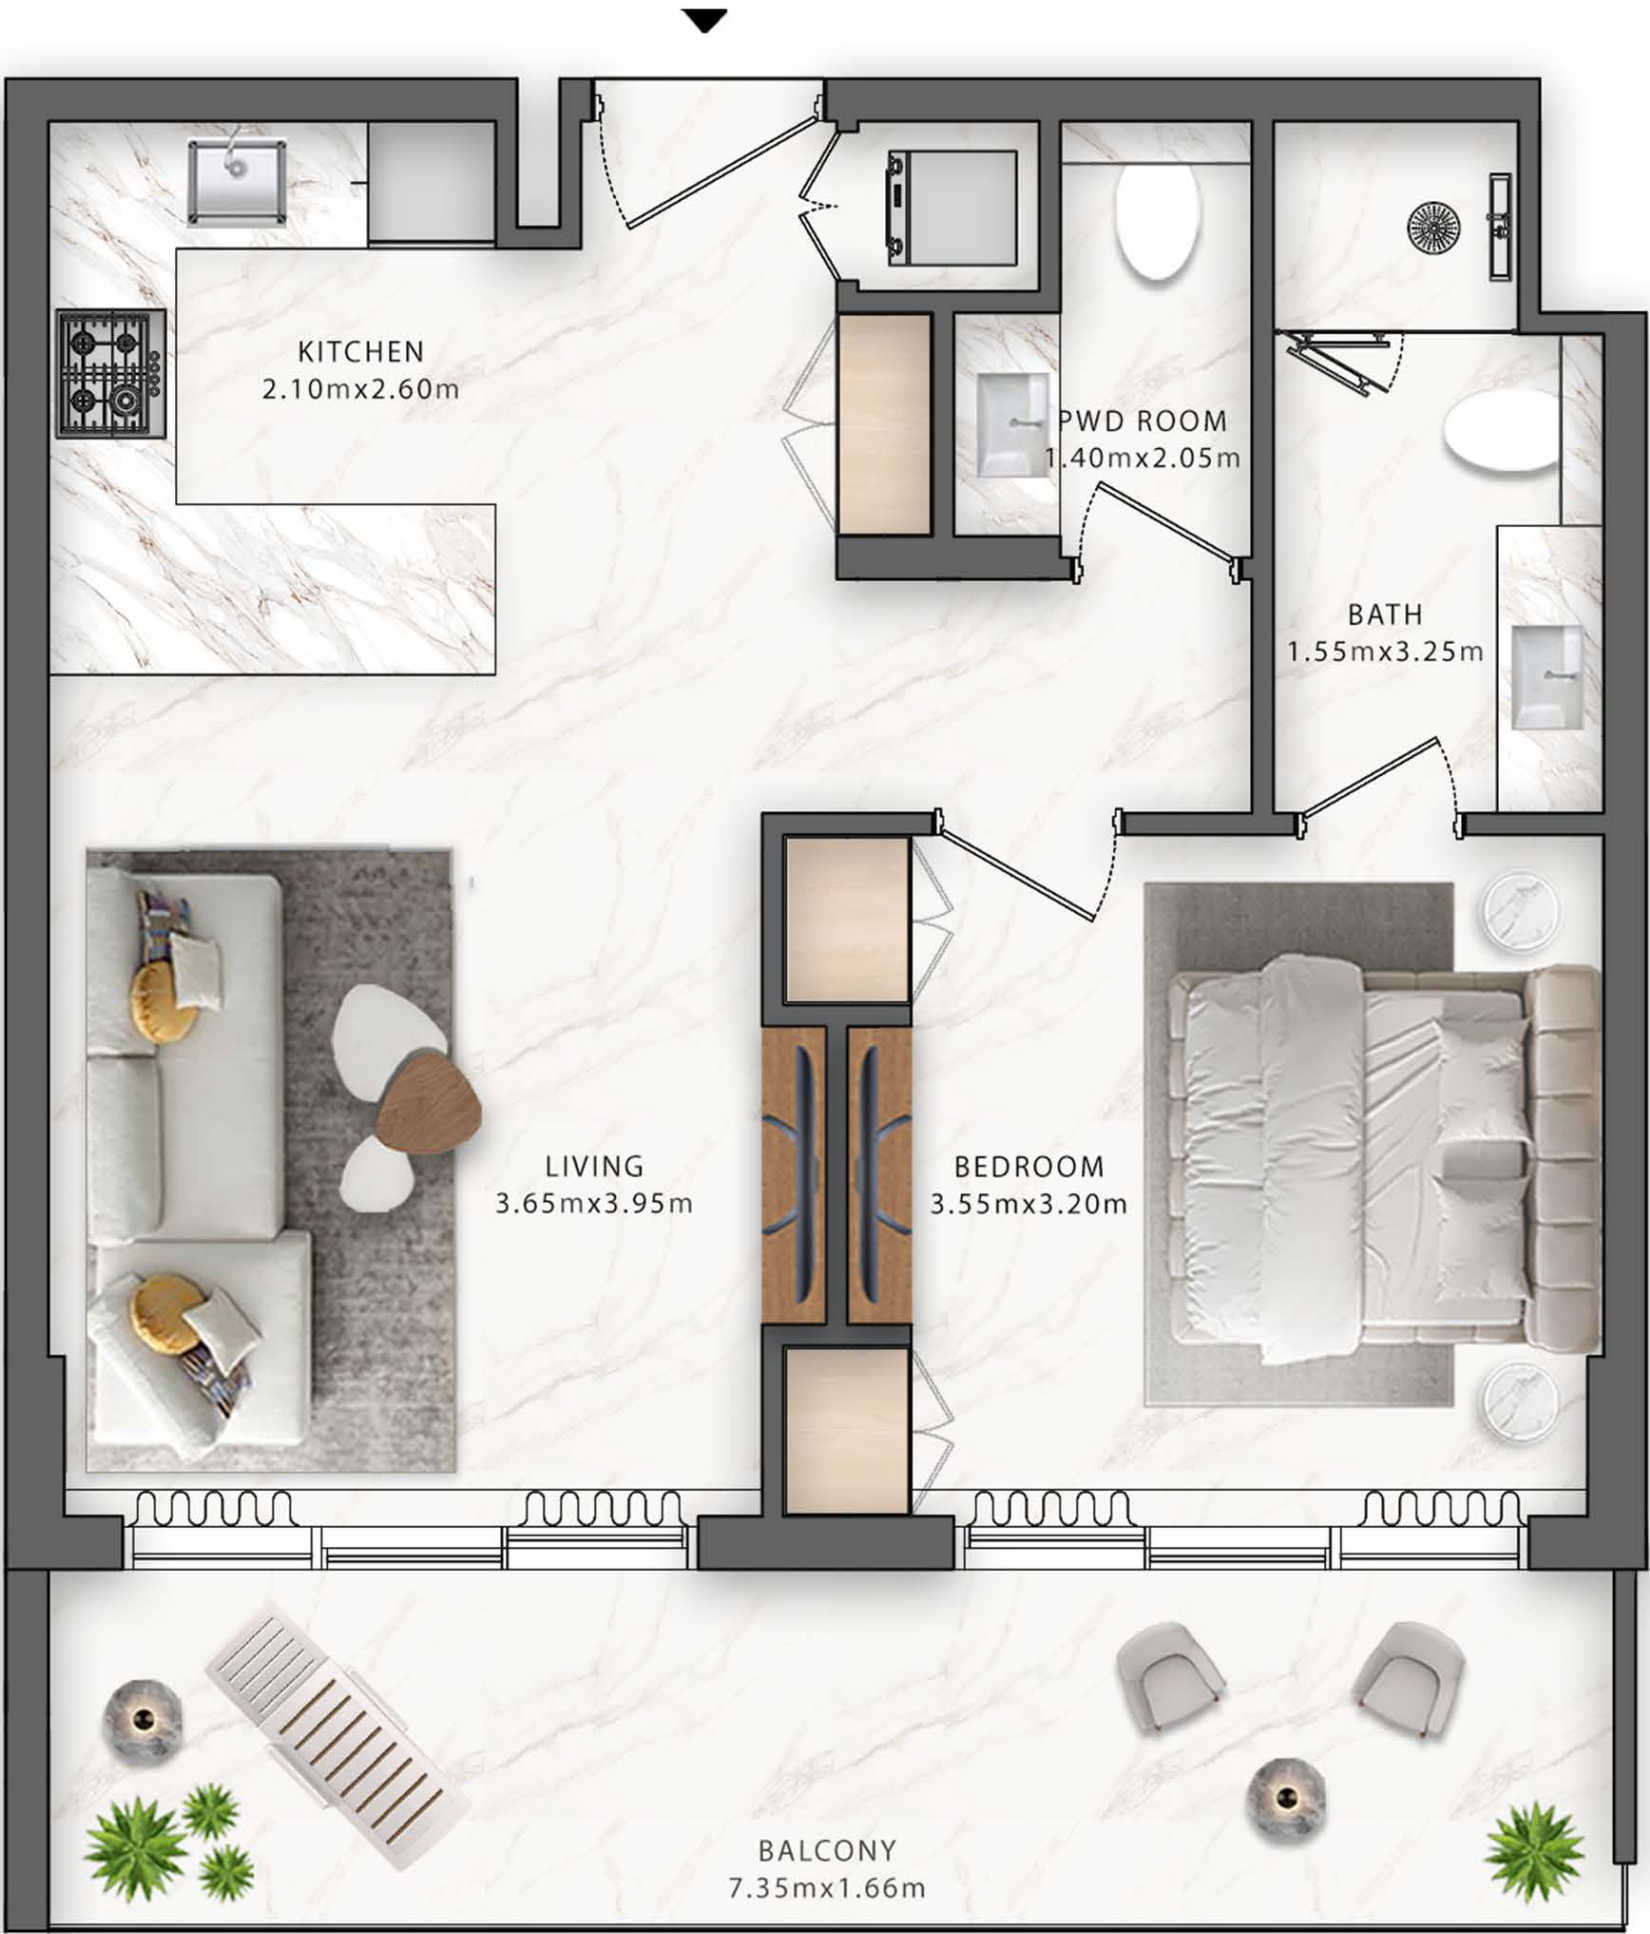 KITCHEN
2.10mx2.60m
PWD ROOM
1.40mx2.05m
BATH
1.55mx3.25m
LIVING
3.65mx3.95m
BEDROOM
3.55mx3.20m
BALCONY
7.35mx1.66m